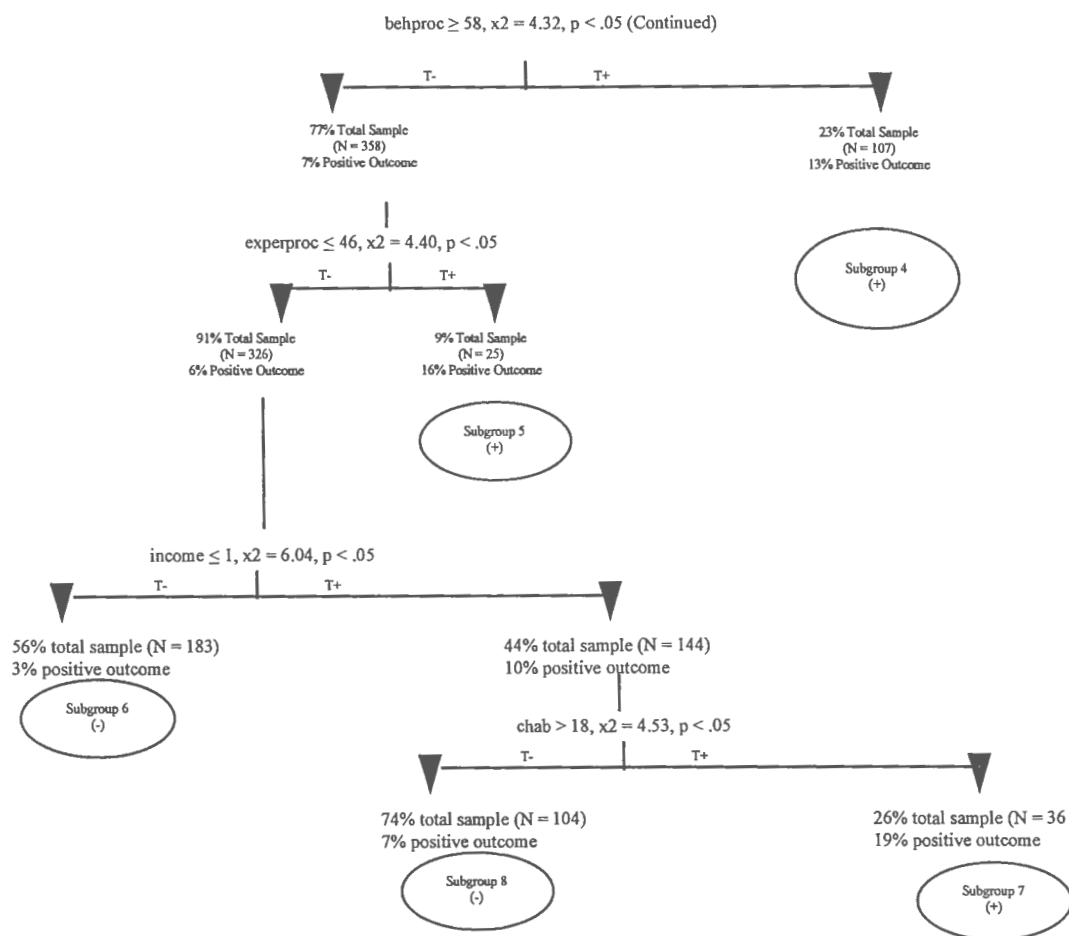 behproc ≥ 58, x2 = 4.32, p < .05 (Continued)
T-
T+
77% Total Sample
(N = 358)
7% Positive Outcome
23% Total Sample
(N = 107)
13% Positive Outcome
experproc ≤ 46, x2 = 4.40, p < .05
T-
T+
Subgroup 4
(+)
91% Total Sample
(N = 326)
6% Positive Outcome
9% Total Sample
(N = 25)
16% Positive Outcome
Subgroup 5
(+)
income ≤ 1, x2 = 6.04, p < .05
T-
T+
56% total sample (N = 183)
3% positive outcome
44% total sample (N = 144)
10% positive outcome
Subgroup 6
(-)
chab > 18, x2 = 4.53, p < .05
T-
T+
74% total sample (N = 104)
7% positive outcome
26% total sample (N = 36
19% positive outcome
Subgroup 8
(-)
Subgroup 7
(+)